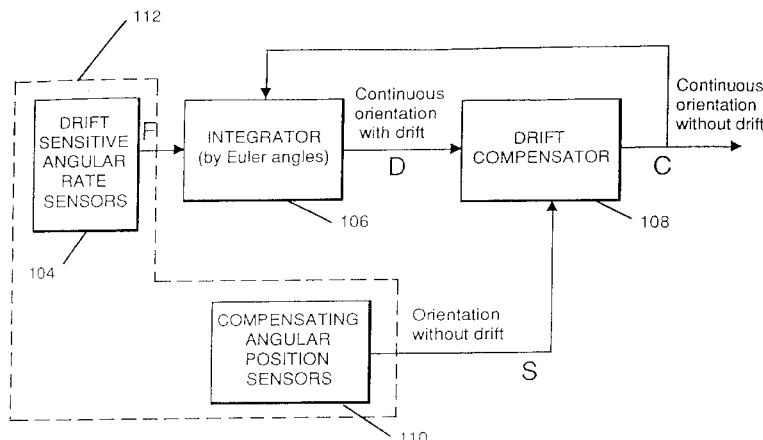 112
DRIFT
SENSITIVE
ANGULAR
RATE
SENSORS
104
INTEGRATOR
(by Euler angles)
106
Continuous
orientation
with drift
D
DRIFT
COMPENSATOR
108
Continuous
orientation
without drift
C
COMPENSATING
ANGULAR
POSITION
SENSORS
110
Orientation
without drift
S